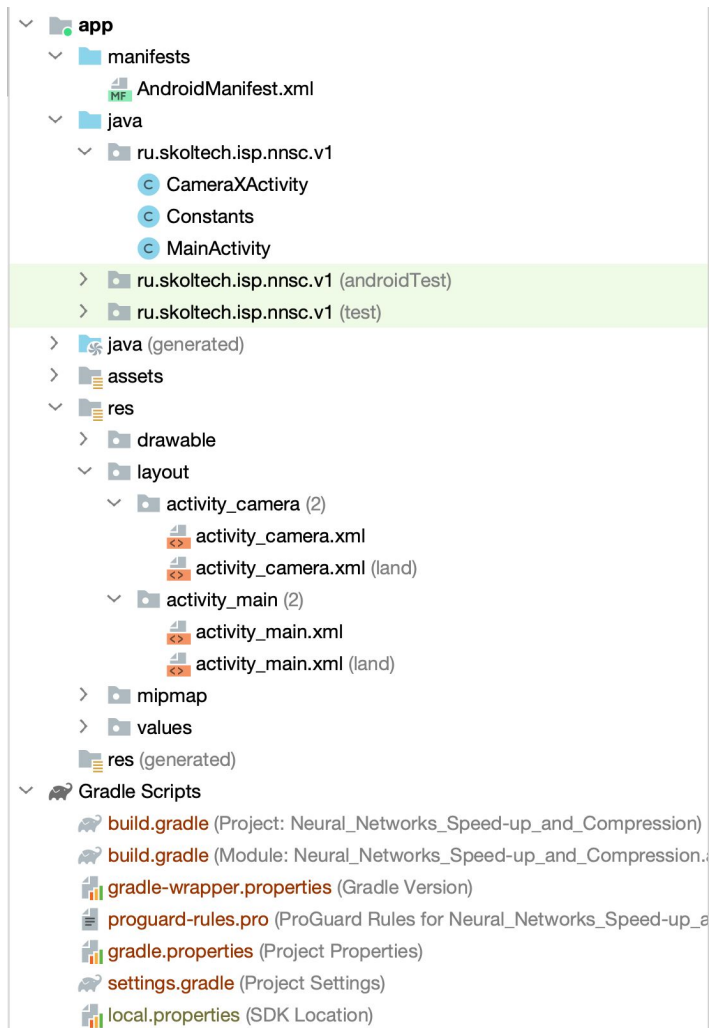 app
manifests
MF AndroidManifest.xml
java
ru.skoltech.isp.nnsc.v1
C CameraXActivity
C Constants
C MainActivity
ru.skoltech.isp.nnsc.v1 (androidTest)
ru.skoltech.isp.nnsc.v1 (test)
java (generated)
assets
res
drawable
layout
activity_camera (2)
<> activity_camera.xml
<> activity_camera.xml (land)
activity_main (2)
<> activity_main.xml
<> activity_main.xml (land)
mipmap
values
res (generated)
Gradle Scripts
build.gradle (Project: Neural_Networks_Speed-up_and_Compression)
build.gradle (Module: Neural_Networks_Speed-up_and_Compression.a
gradle-wrapper.properties (Gradle Version)
proguard-rules.pro (ProGuard Rules for Neural_Networks_Speed-up_a
gradle.properties (Project Properties)
settings.gradle (Project Settings)
local.properties (SDK Location)